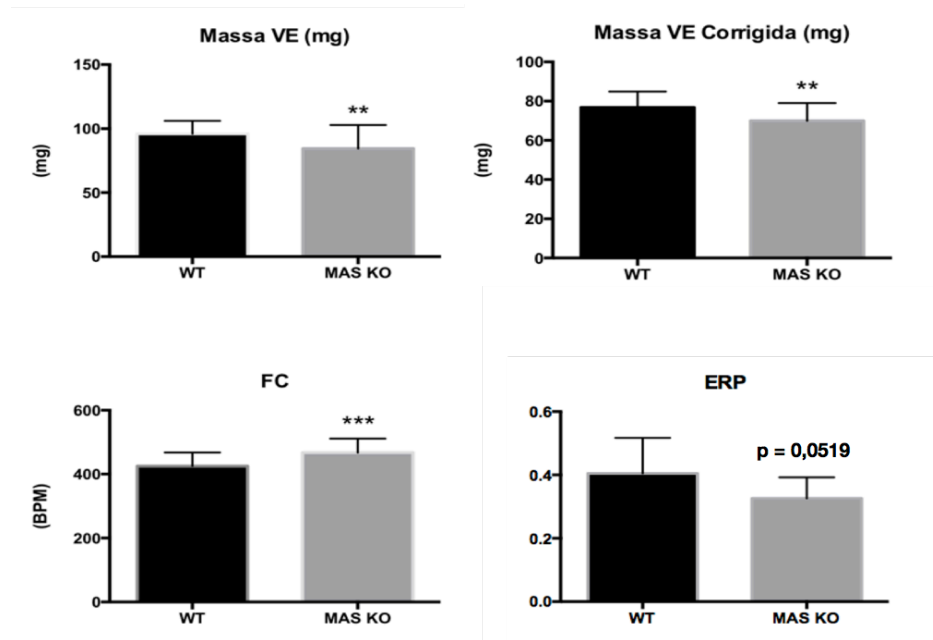 Massa VE (mg)
150
100
50
0
(mg)
**
WT
MAS KO
Massa VE Corrigida (mg)
100
80
60
40
20
0
(mg)
**
WT
MAS KO
FC
600
400
200
0
(BPM)
***
WT
MAS KO
ERP
0.6
0.4
0.2
0.0
p = 0,0519
WT
MAS KO